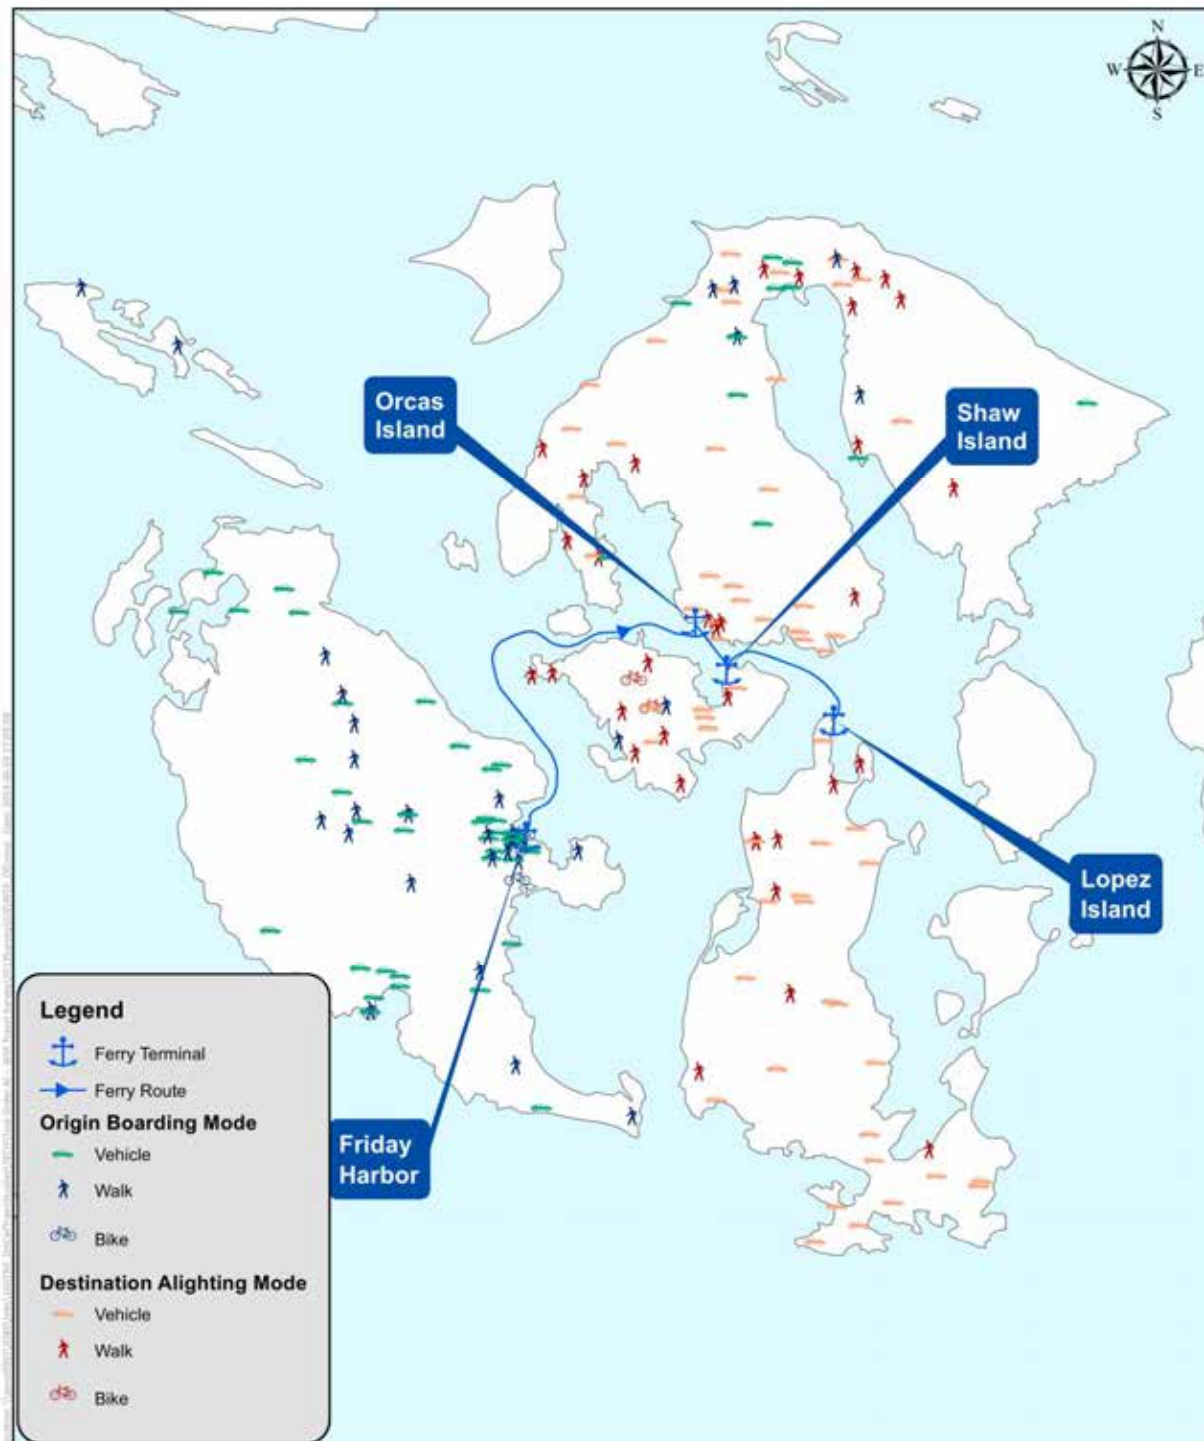 N
W E
S
Orcas
Island
Shaw
Island
Lopez
Island
Friday
Harbor
Legend
Ferry Terminal
Ferry Route
Origin Boarding Mode
Vehicle
Walk
Bike
Destination Alighting Mode
Vehicle
Walk
Bike